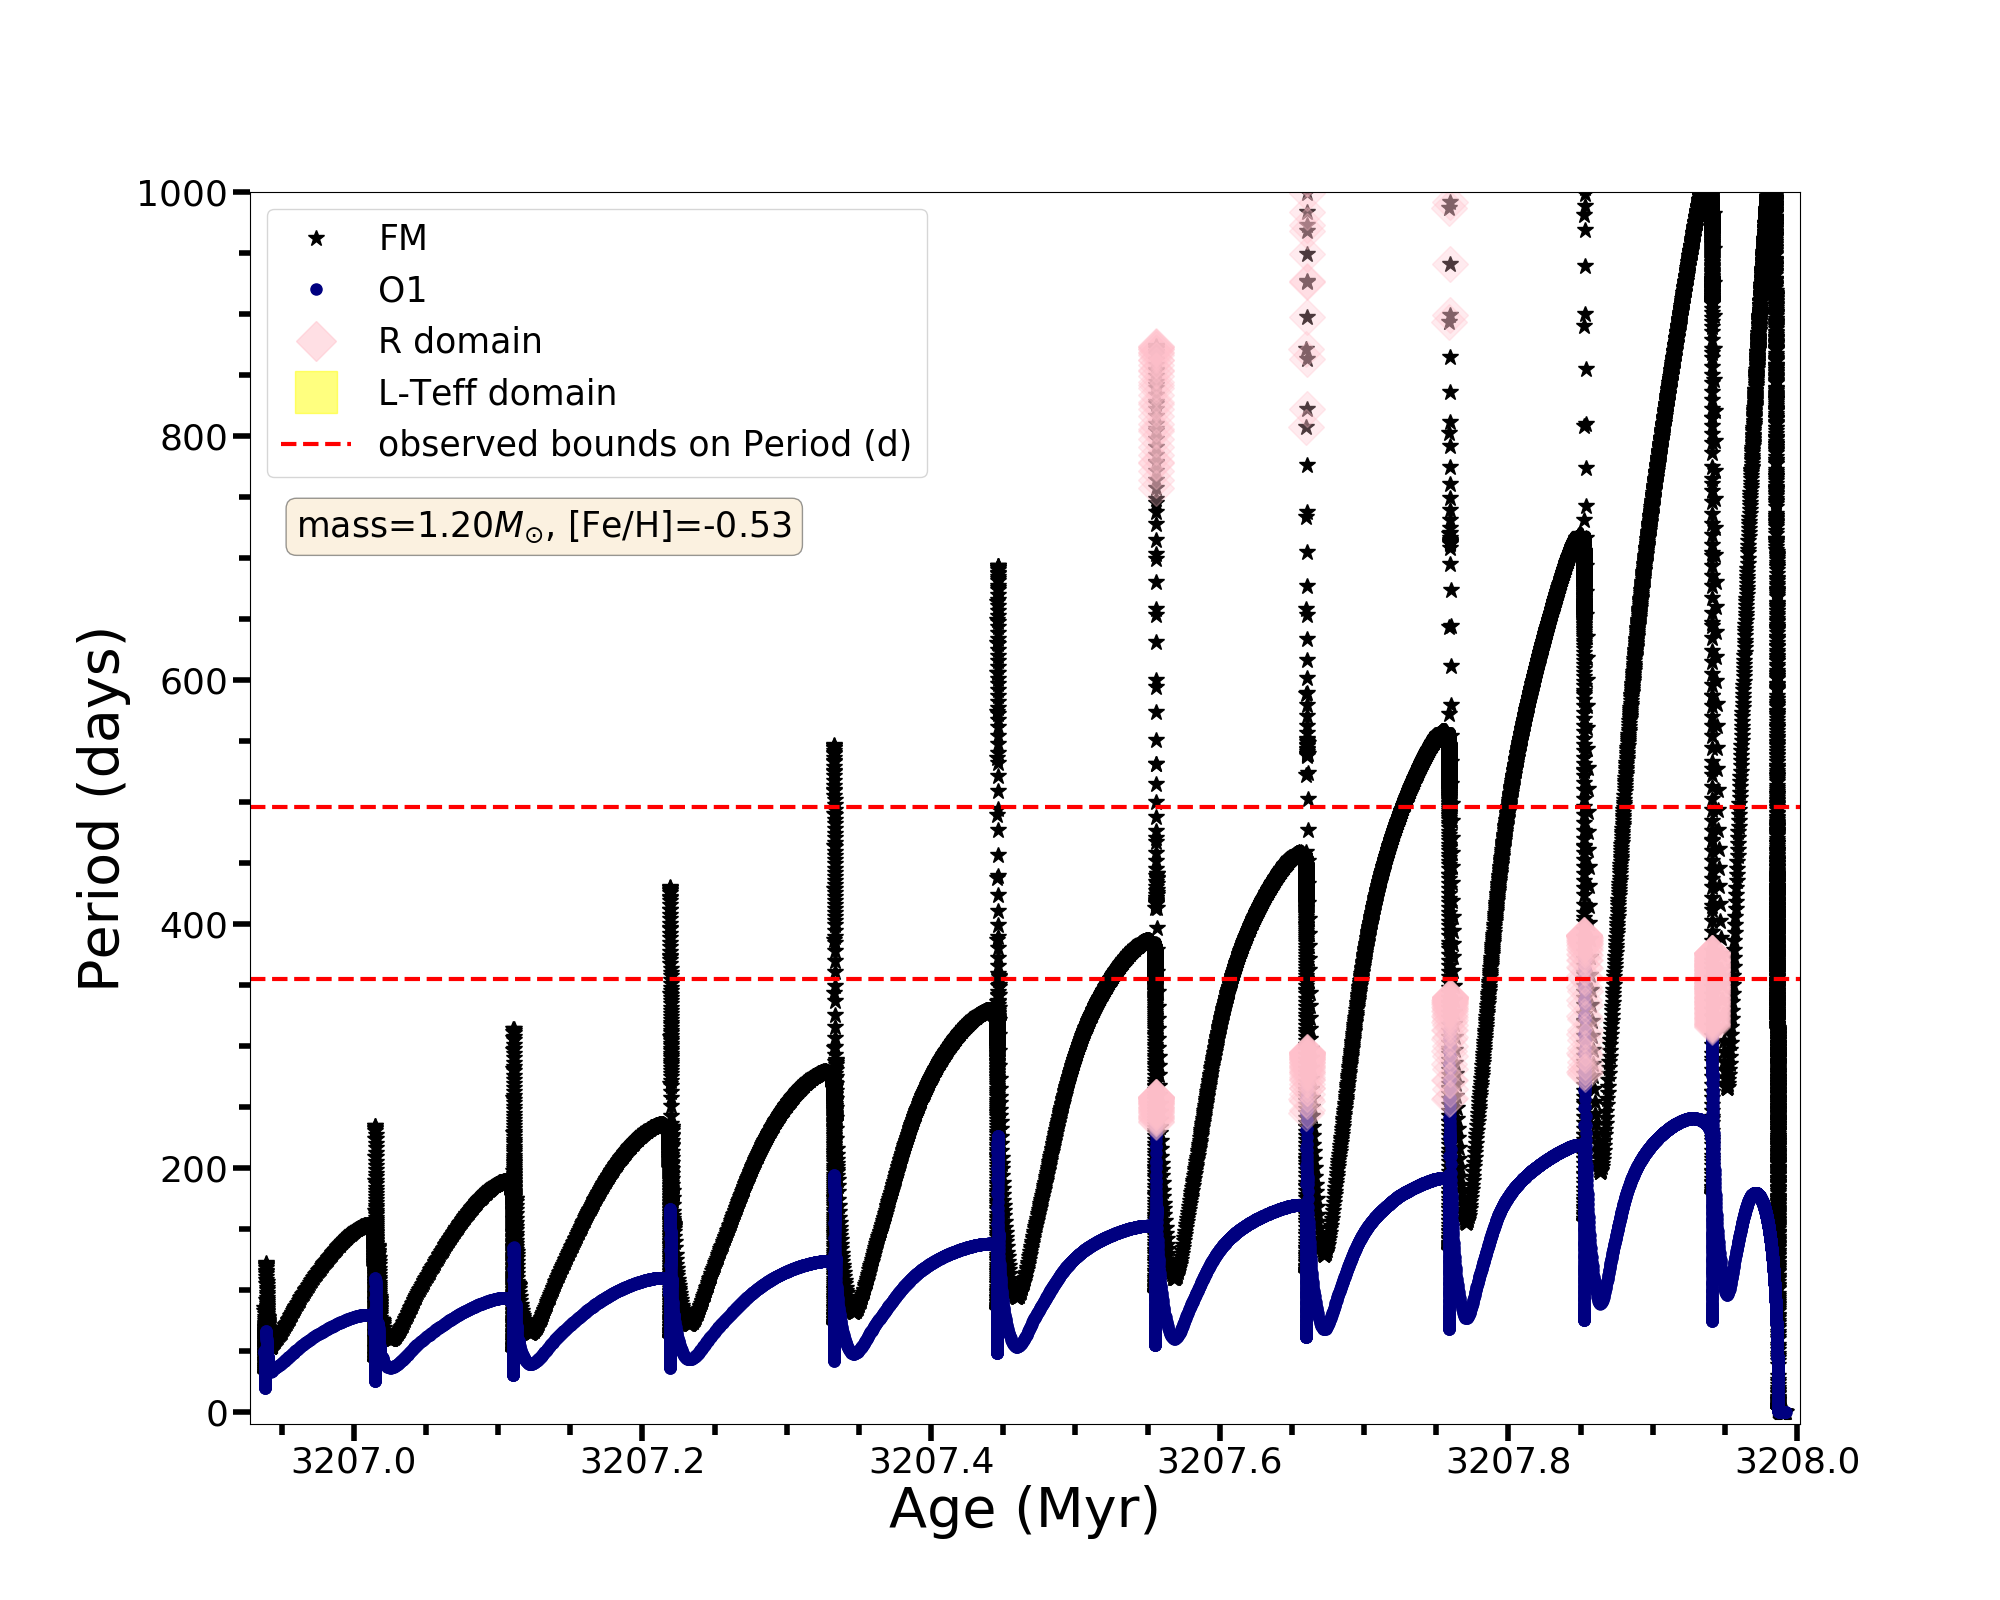 1000
800
600
400
200
0
Period (days)
FM
O1
R domain
L-Teff domain
observed bounds on Period (d)
mass=1.20M⊙, [Fe/H]=-0.53
3207.0 3207.2 3207.4 3207.6 3207.8 3208.0
Age (Myr)